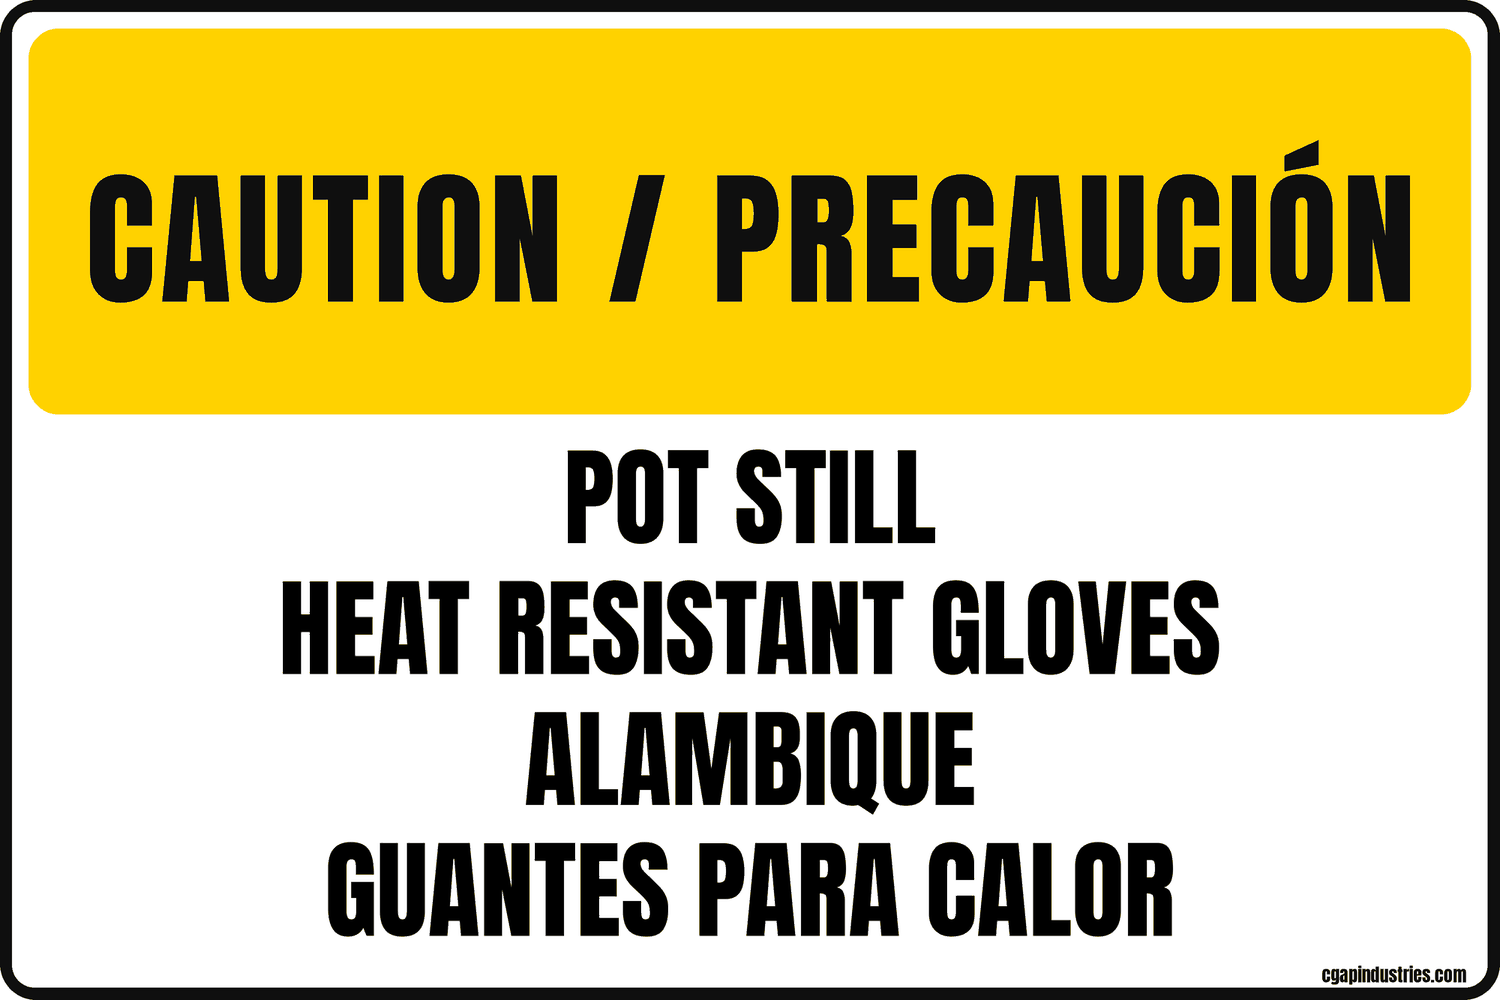 CAUTION / PRECAUCIÓN
POT STILL
HEAT RESISTANT GLOVES
ALAMBIQUE
GUANTES PARA CALOR
cgapindustries.com